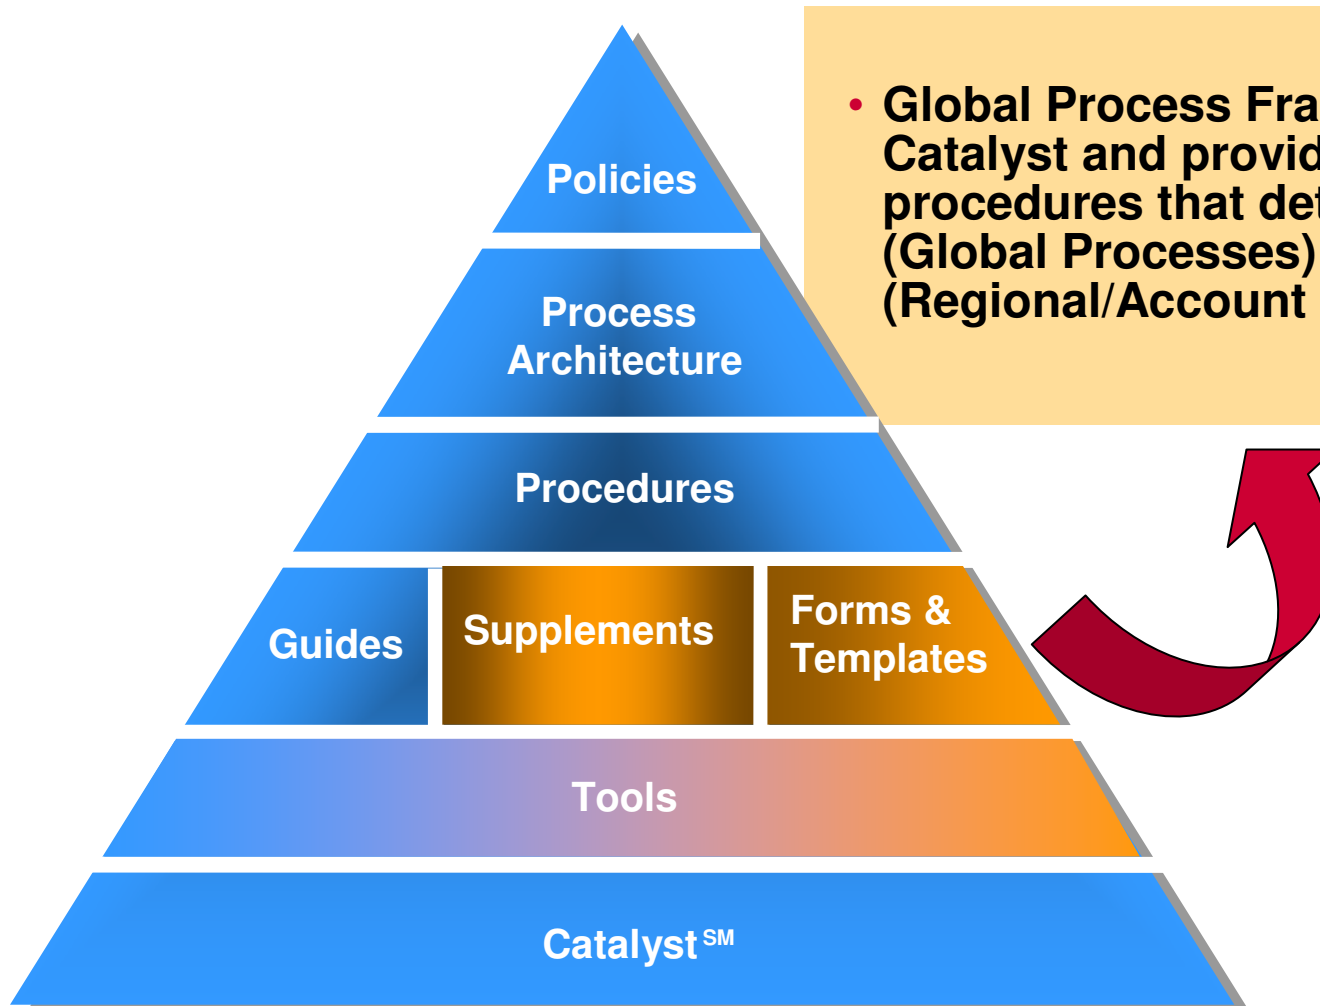 Policies
Process
Architecture
Procedures
Guides
Supplements
Forms &
Templates
Tools
Catalyst SM
• Global Process Fra
Catalyst and provid
procedures that det
(Global Processes)
(Regional/Account